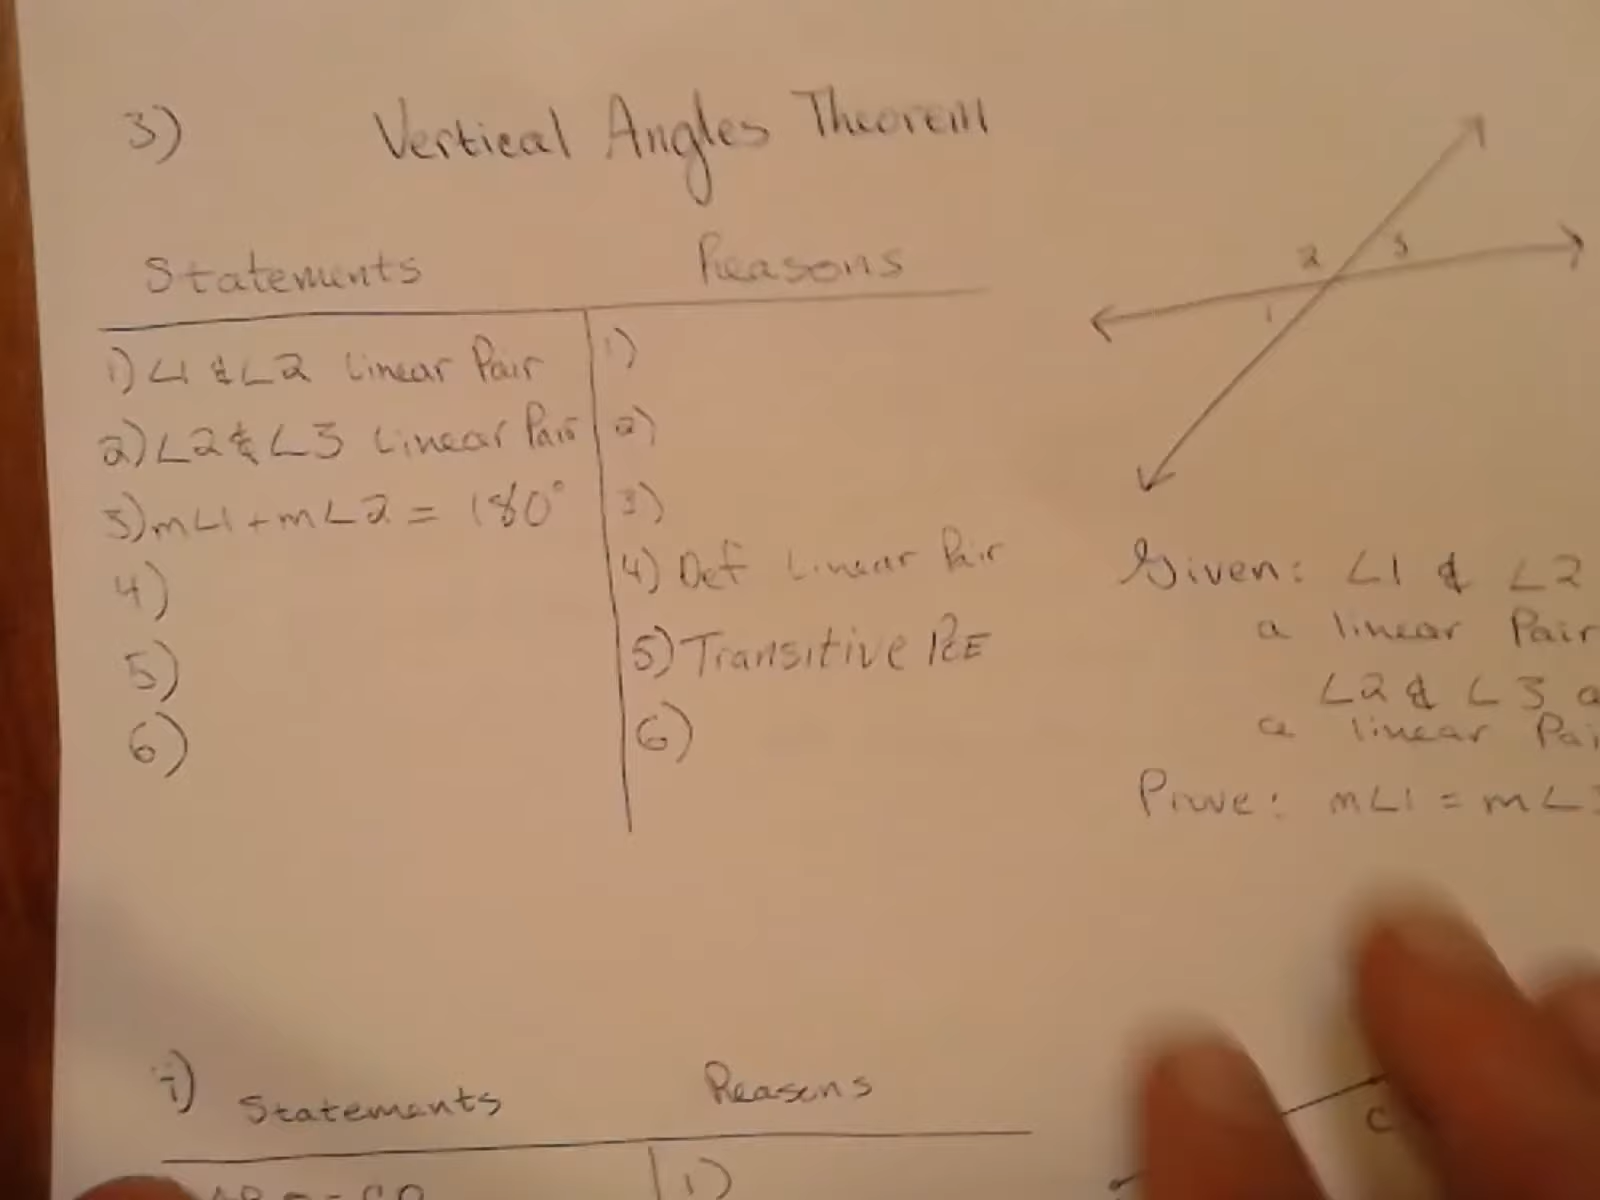 3) Vertical Angles Theorem
Statements Reasons
1) ∠1 & ∠2 Linear Pair 1)
2) ∠2 & ∠3 Linear Pair 2)
3) m∠1 + m∠2 = 180° 3)
4) 4) Def Linear Pair
5) 5) Transitive PoE
6) 6)
2 3
1
Given: ∠1 & ∠2
a linear Pair
∠2 & ∠3
a linear
Prove: m∠1 = m∠
Statements Reasons
1)
C